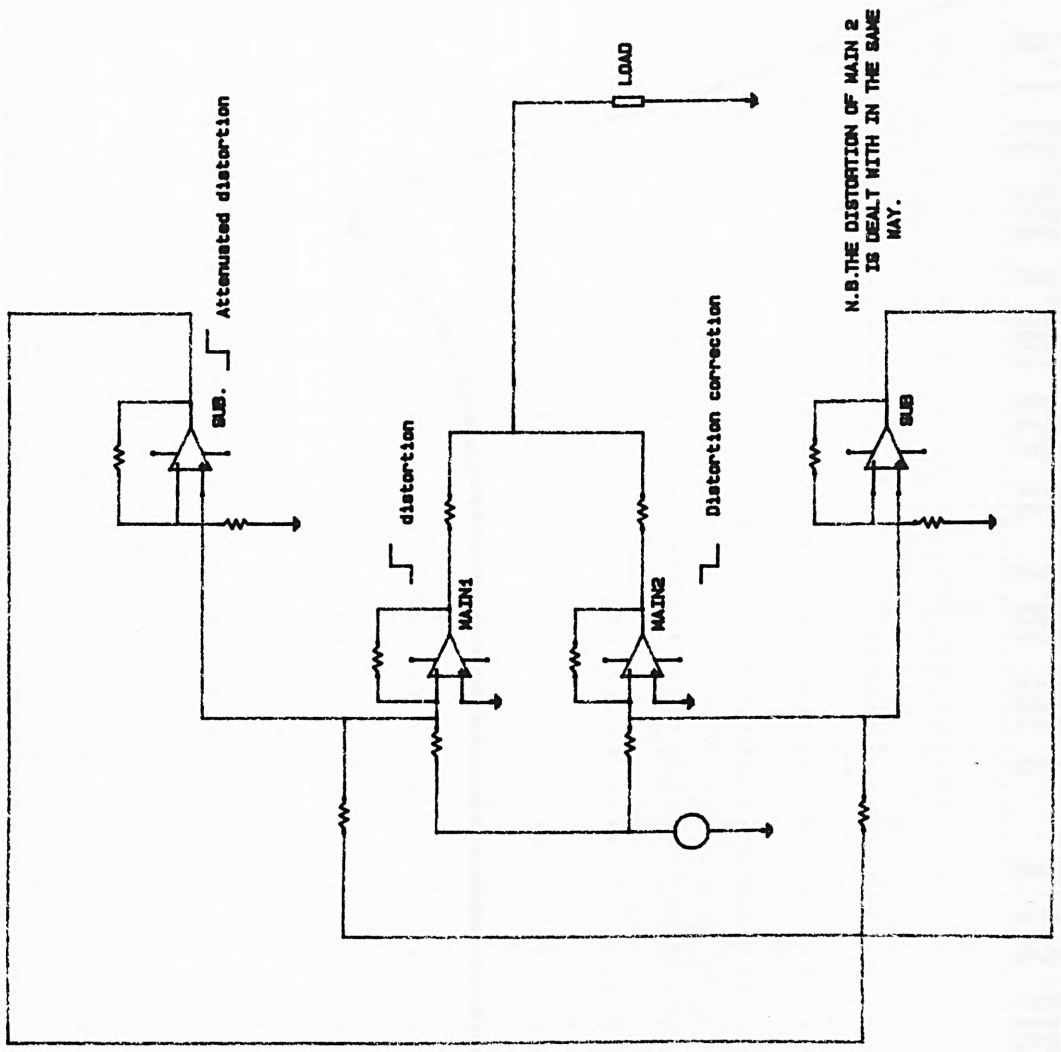 LOAD
Attenuated distortion
SUB.
distortion
MAIN1
Distortion correction
MAIN2
SUB
N.B.THE DISTORTION OF MAIN 2
IS DEALT WITH IN THE SAME
WAY.